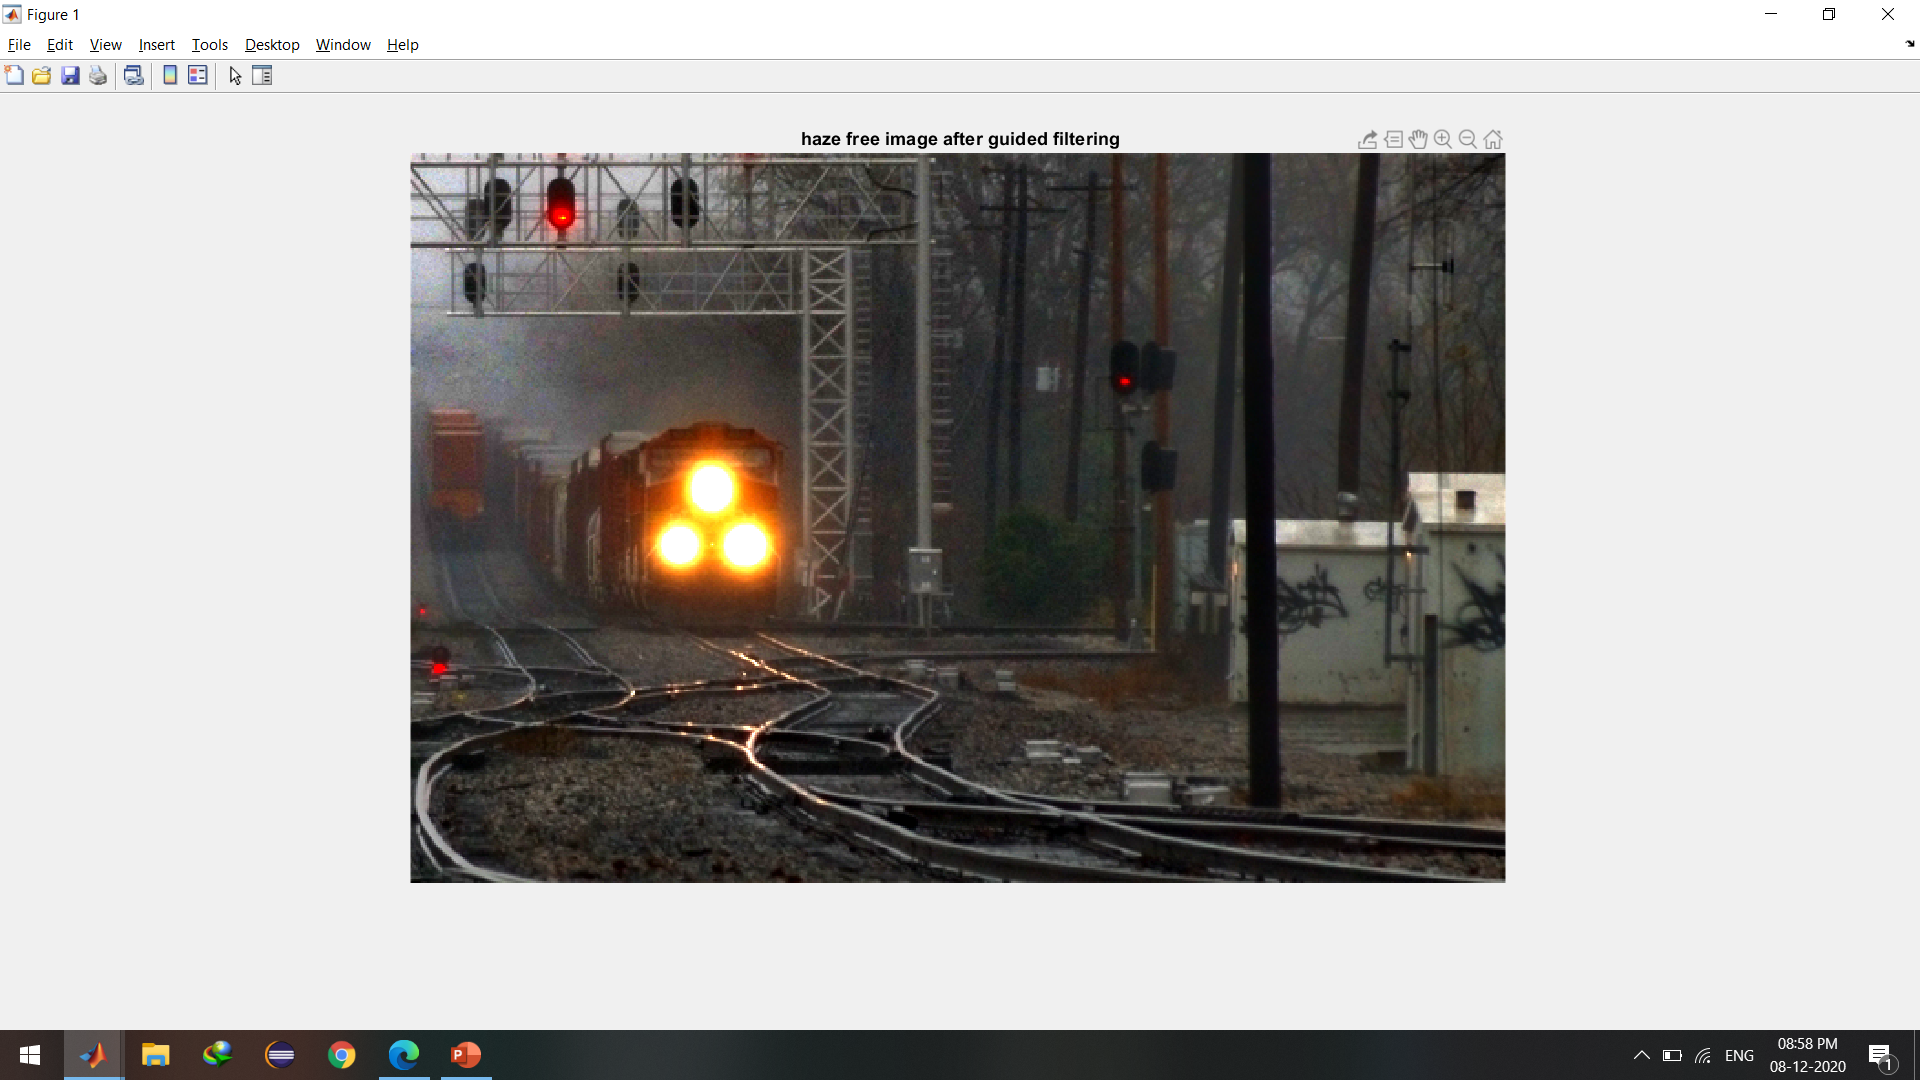 Figure 1
File Edit View Insert Tools Desktop Window Help
haze free image after guided filtering
P
ENG
08:58 PM
08-12-2020
1